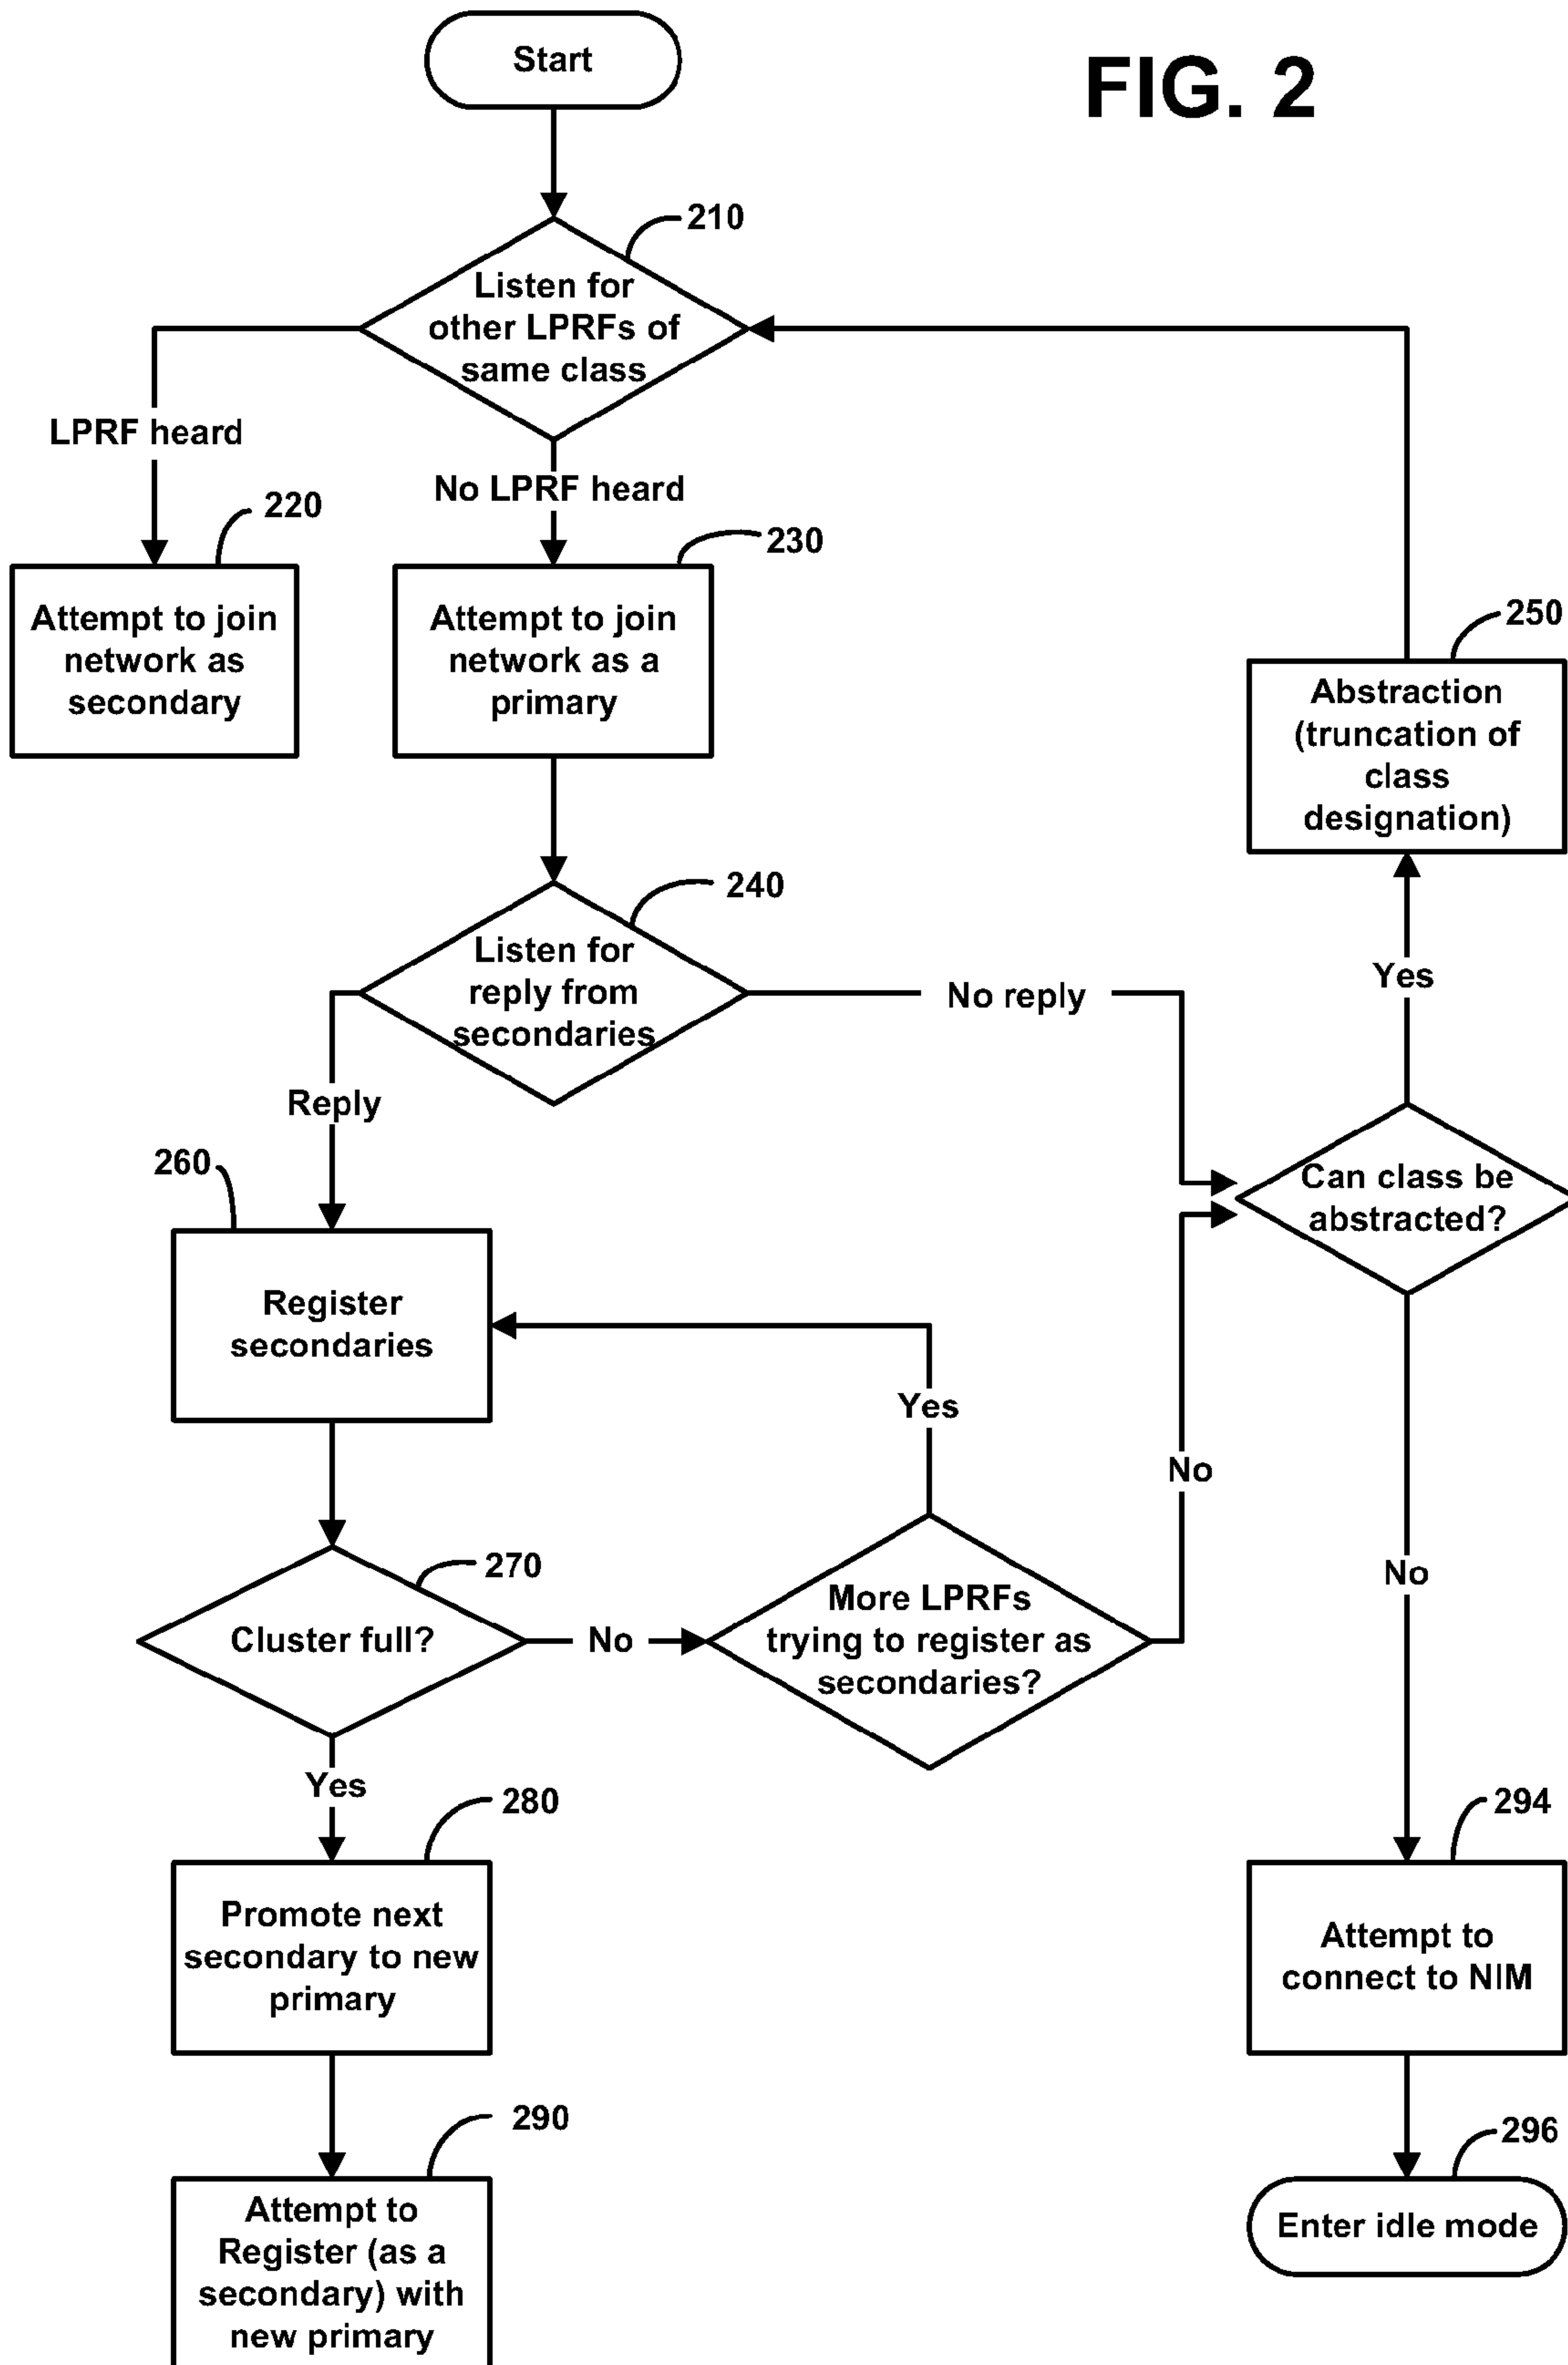 Start
FIG. 2
210
Listen for
other LPRFs of
same class
LPRF heard
No LPRF heard
220
230
Attempt to join
network as
secondary
Attempt to join
network as a
primary
250
Abstraction
(truncation of
class
designation)
240
Listen for
reply from
secondaries
No reply
Yes
Reply
260
Can class be
abstracted?
Register
secondaries
Yes
No
270
No
Cluster full?
No
More LPRFs
trying to register as
secondaries?
Yes
280
294
Promote next
secondary to new
primary
Attempt to
connect to NIM
290
296
Attempt to
Register (as a
secondary) with
new primary
Enter idle mode